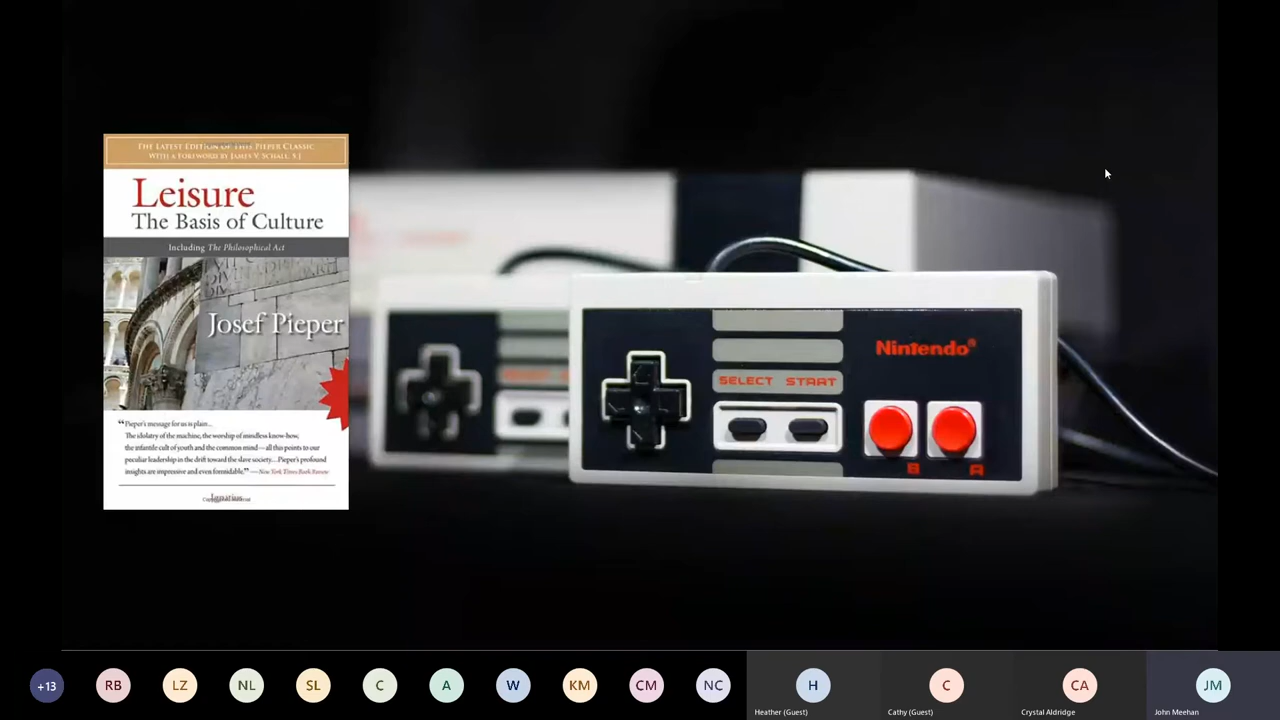 THE LATEST EDITION OF THIS PIEPER CLASSIC
WITH A FOREWORD BY JAMES V. SCHALL, S.J.
Leisure
The Basis of Culture
Including The Philosophical Act
Josef Pieper
“Pieper's message for us is plain...
The idolatry of the machine, the worship of mindless know-how,
the infantile cult of youth and the common mind—all this points to our
peculiar leadership in the drift toward the slave society.... Pieper's profound
insights are impressive and even formidable.” —New York Times Book Review
Ignatius
Nintendo®
SELECT START
B A
+13
RB
LZ
NL
SL
C
A
W
KM
CM
NC
H
Heather (Guest)
C
Cathy (Guest)
CA
Crystal Aldridge
JM
John Meehan